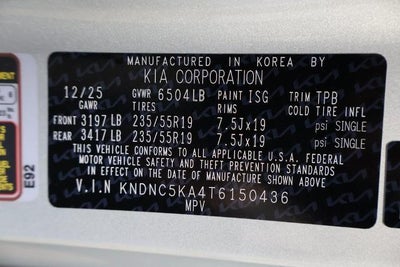 MANUFACTURED IN KOREA BY
KIA CORPORATION
12/25 GVWR 6504LB PAINT ISG TRIM TPB
GAWR TIRES RIMS COLD TIRE INFL
FRONT 3197 LB 235/55R19 7.5Jx19 psi SINGLE
REAR 3417 LB 235/55R19 7.5Jx19 psi SINGLE
THIS VEHICLE CONFORMS TO ALL APPLICABLE U.S.A. FEDERAL
MOTOR VEHICLE SAFETY AND THEFT PREVENTION STANDARDS
IN EFFECT ON THE DATE OF MANUFACTURE SHOWN ABOVE
V.I.N KNDNC5KA4T6150436
MPV
E92